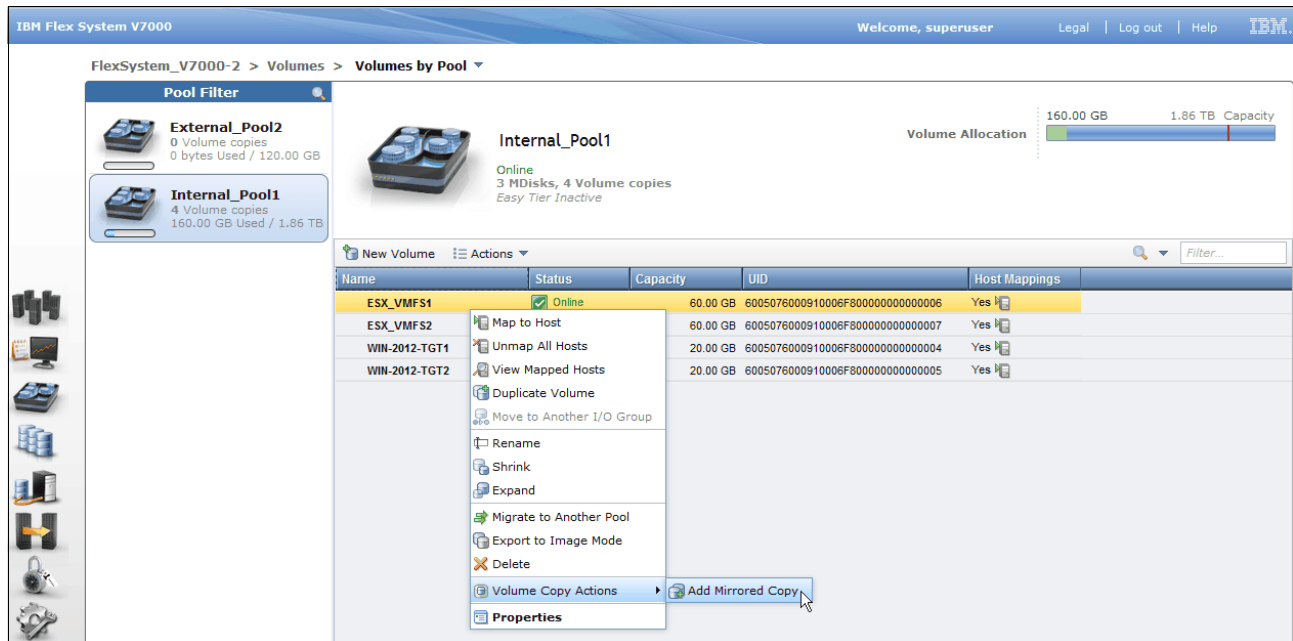 IBM Flex System V7000
Welcome, superuser
Legal | Log out | Help
IBM.
FlexSystem_V7000-2 > Volumes > Volumes by Pool
Pool Filter
External_Pool2
0 Volume copies
0 bytes Used / 120.00 GB
Internal_Pool1
4 Volume copies
160.00 GB Used / 1.86 TB
Internal_Pool1
Online
3 MDisks, 4 Volume copies
Easy Tier Inactive
Volume Allocation
160.00 GB
1.86 TB Capacity
New Volume Actions
Filter...
Name Status Capacity UID Host Mappings
ESX_VMFS1 Online 60.00 GB 6005076000910006F800000000000006 Yes
ESX_VMFS2 60.00 GB 6005076000910006F800000000000007 Yes
WIN-2012-TGT1 20.00 GB 6005076000910006F800000000000004 Yes
WIN-2012-TGT2 20.00 GB 6005076000910006F800000000000005 Yes
Map to Host
Unmap All Hosts
View Mapped Hosts
Duplicate Volume
Move to Another I/O Group
Rename
Shrink
Expand
Migrate to Another Pool
Export to Image Mode
Delete
Volume Copy Actions
Add Mirrored Copy
Properties